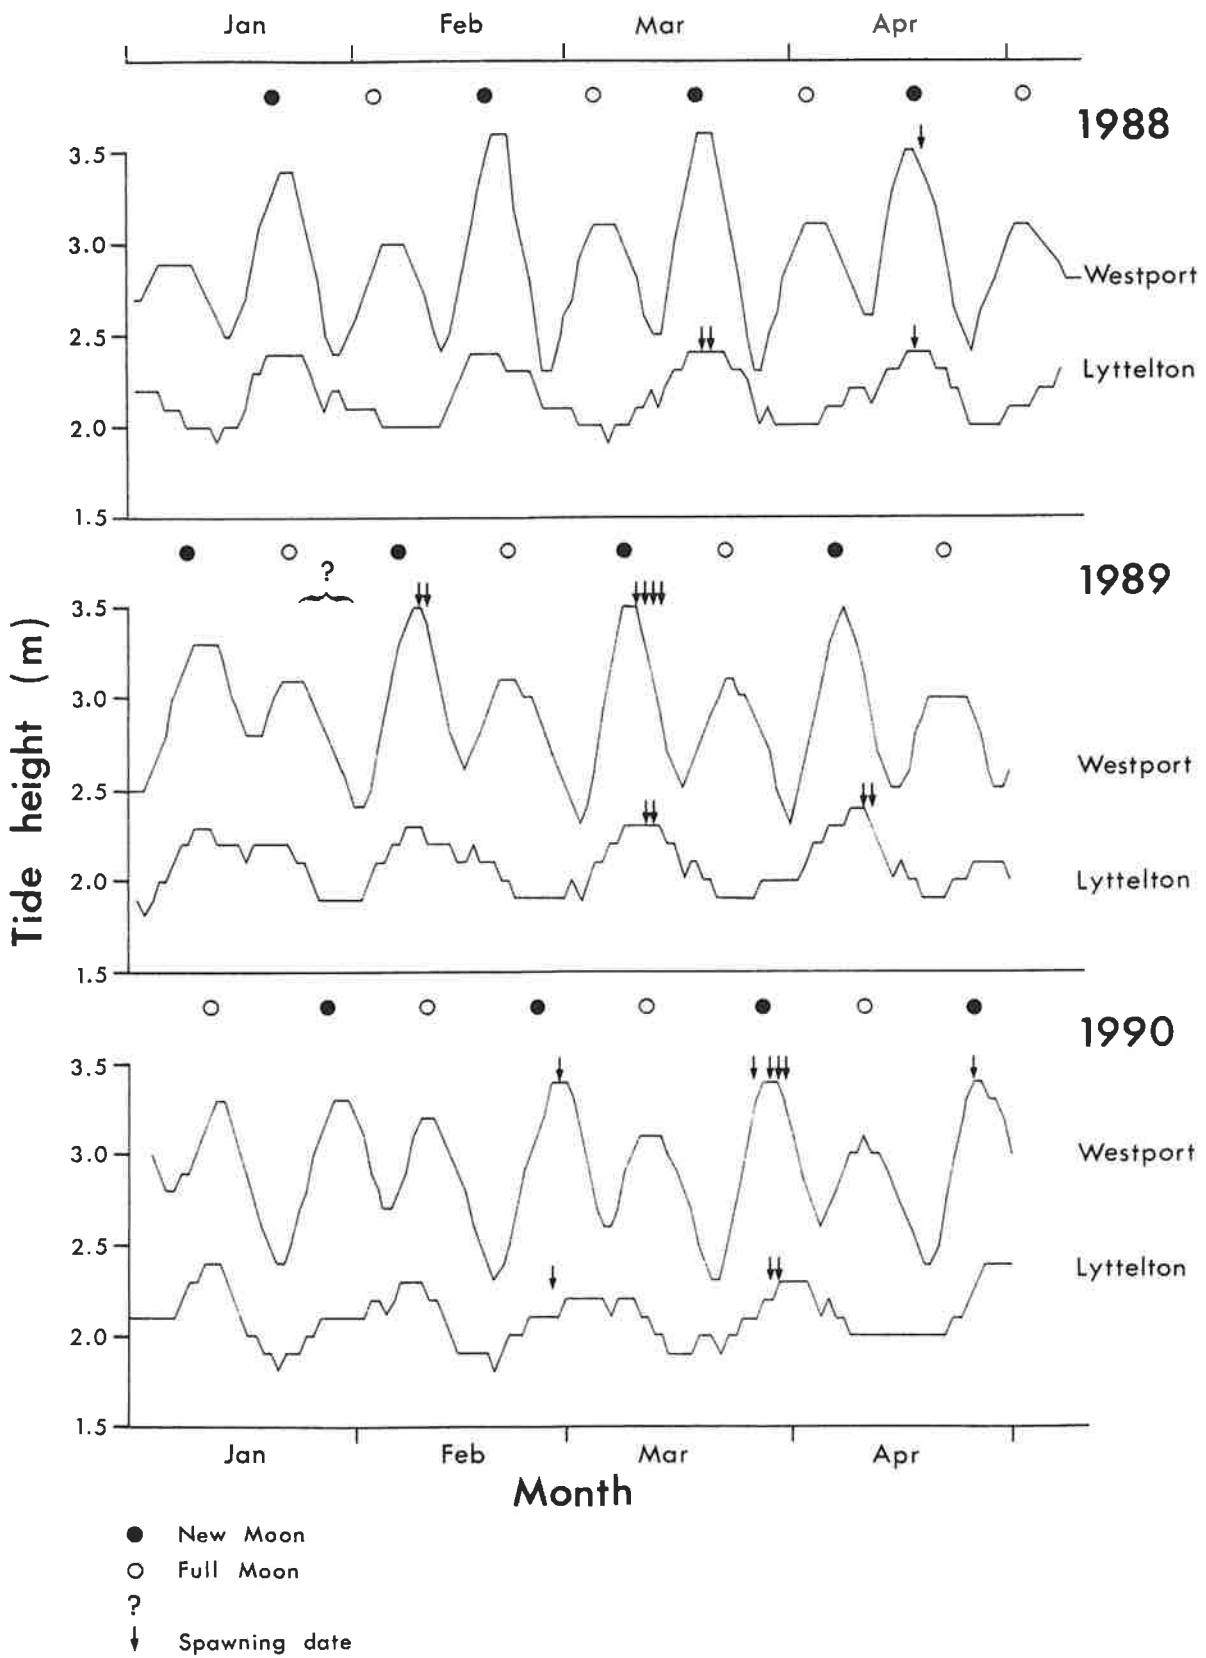 Jan Feb Mar Apr
1988
3.5
3.0
Westport
2.5
Lyttelton
2.0
1.5
1989
?
3.5
3.0
Westport
2.5
2.0
Lyttelton
1.5
Tide height (m)
1990
3.5
3.0
Westport
2.5
Lyttelton
2.0
1.5
Jan Feb Mar Apr
Month
New Moon
Full Moon
?
Spawning date